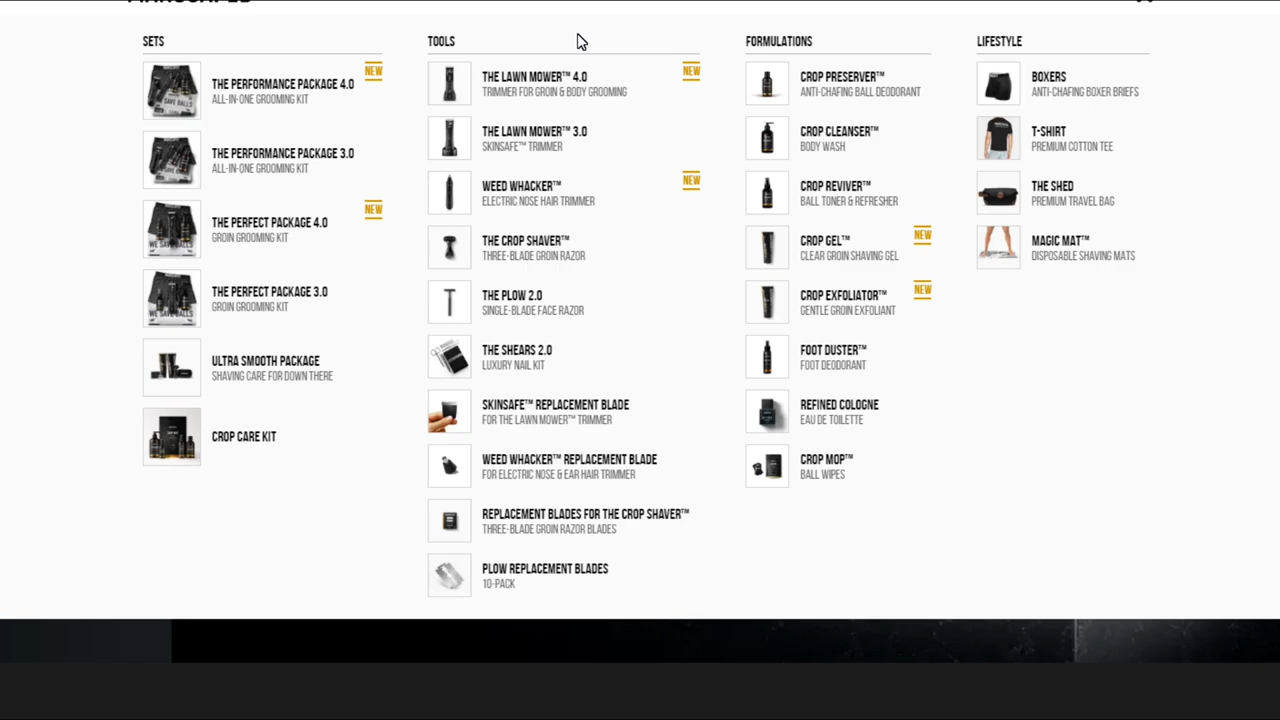 SETS
THE PERFORMANCE PACKAGE 4.0
NEW
ALL-IN-ONE GROOMING KIT
THE PERFORMANCE PACKAGE 3.0
ALL-IN-ONE GROOMING KIT
THE PERFECT PACKAGE 4.0
NEW
GROIN GROOMING KIT
THE PERFECT PACKAGE 3.0
GROIN GROOMING KIT
ULTRA SMOOTH PACKAGE
SHAVING CARE FOR DOWN THERE
CROP CARE KIT
TOOLS
THE LAWN MOWER™ 4.0
NEW
TRIMMER FOR GROIN & BODY GROOMING
THE LAWN MOWER™ 3.0
SKINSAFE™ TRIMMER
WEED WHACKER™
NEW
ELECTRIC NOSE HAIR TRIMMER
THE CROP SHAVER™
THREE-BLADE GROIN RAZOR
THE PLOW 2.0
SINGLE-BLADE FACE RAZOR
THE SHEARS 2.0
LUXURY NAIL KIT
SKINSAFE™ REPLACEMENT BLADE
FOR THE LAWN MOWER™ TRIMMER
WEED WHACKER™ REPLACEMENT BLADE
FOR ELECTRIC NOSE & EAR HAIR TRIMMER
REPLACEMENT BLADES FOR THE CROP SHAVER™
THREE-BLADE GROIN RAZOR BLADES
PLOW REPLACEMENT BLADES
10-PACK
FORMULATIONS
CROP PRESERVER™
ANTI-CHAFING BALL DEODORANT
CROP CLEANSER™
BODY WASH
CROP REVIVER™
BALL TONER & REFRESHER
CROP GEL™
NEW
CLEAR GROIN SHAVING GEL
CROP EXFOLIATOR™
NEW
GENTLE GROIN EXFOLIANT
FOOT DUSTER™
FOOT DEODORANT
REFINED COLOGNE
EAU DE TOILETTE
CROP MOP™
BALL WIPES
LIFESTYLE
BOXERS
ANTI-CHAFING BOXER BRIEFS
T-SHIRT
PREMIUM COTTON TEE
THE SHED
PREMIUM TRAVEL BAG
MAGIC MAT™
DISPOSABLE SHAVING MATS